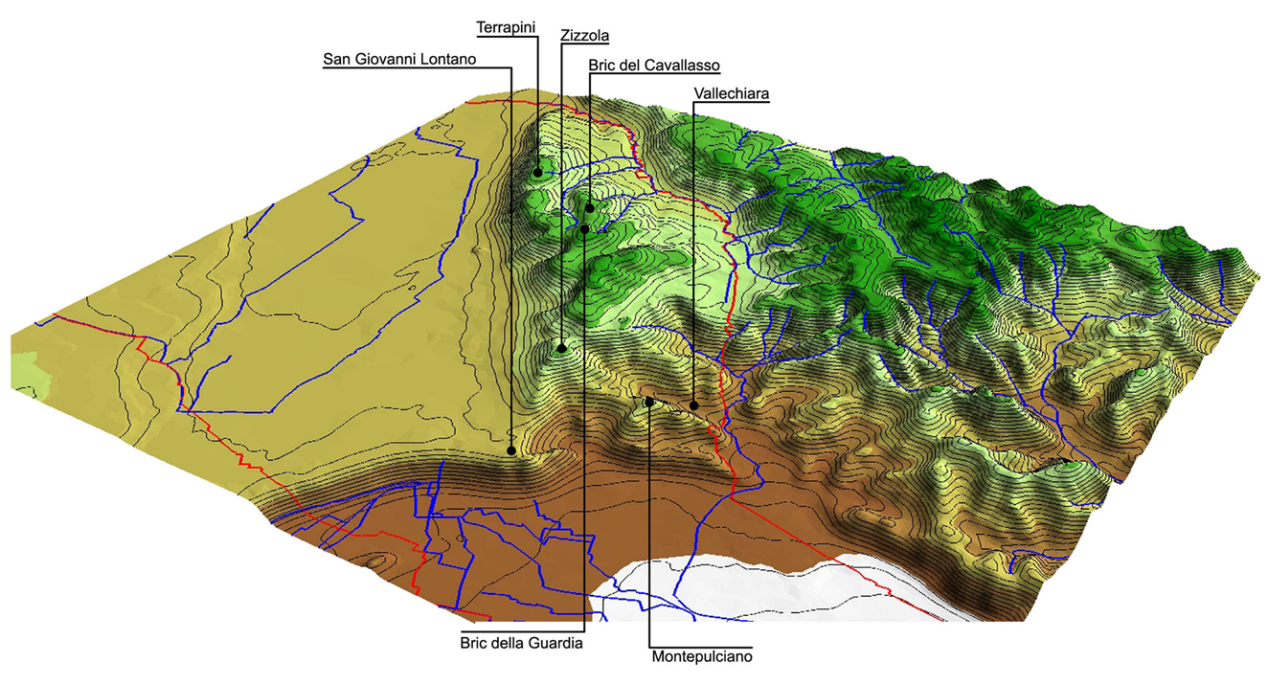 Terrapini
Zizzola
San Giovanni Lontano
Bric del Cavallasso
Vallechiara
Bric della Guardia
Montepulciano